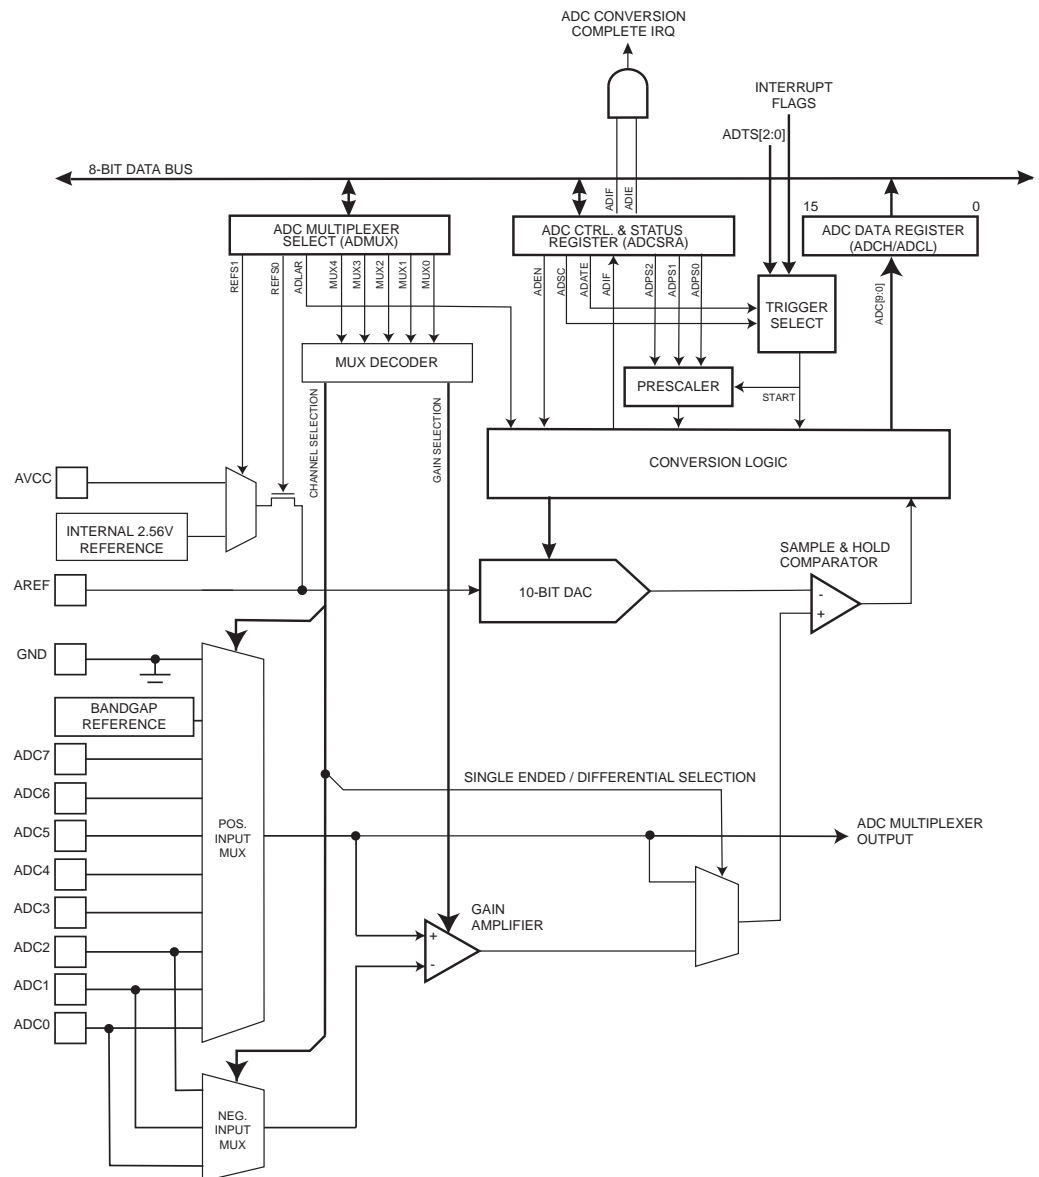 ADC CONVERSION
COMPLETE IRQ
INTERRUPT
FLAGS
ADTS[2:0]
8-BIT DATA BUS
ADIF
ADIE
15
0
ADC MULTIPLEXER
SELECT (ADMUX)
ADC CTRL. & STATUS
REGISTER (ADCSRA)
ADC DATA REGISTER
(ADCH/ADCL)
REFS1
REFS0
ADLAR
MUX4
MUX3
MUX2
MUX1
MUX0
ADEN
ADSC
ADATE
ADIF
ADPS2
ADPS1
ADPS0
ADC[9:0]
TRIGGER
SELECT
MUX DECODER
PRESCALER
START
CHANNEL SELECTION
GAIN SELECTION
CONVERSION LOGIC
AVCC
INTERNAL 2.56V
REFERENCE
SAMPLE & HOLD
COMPARATOR
AREF
10-BIT DAC
-
+
GND
BANDGAP
REFERENCE
ADC7
SINGLE ENDED / DIFFERENTIAL SELECTION
ADC6
ADC5
POS.
INPUT
MUX
ADC MULTIPLEXER
OUTPUT
ADC4
ADC3
GAIN
AMPLIFIER
+
-
ADC2
ADC1
ADC0
NEG.
INPUT
MUX